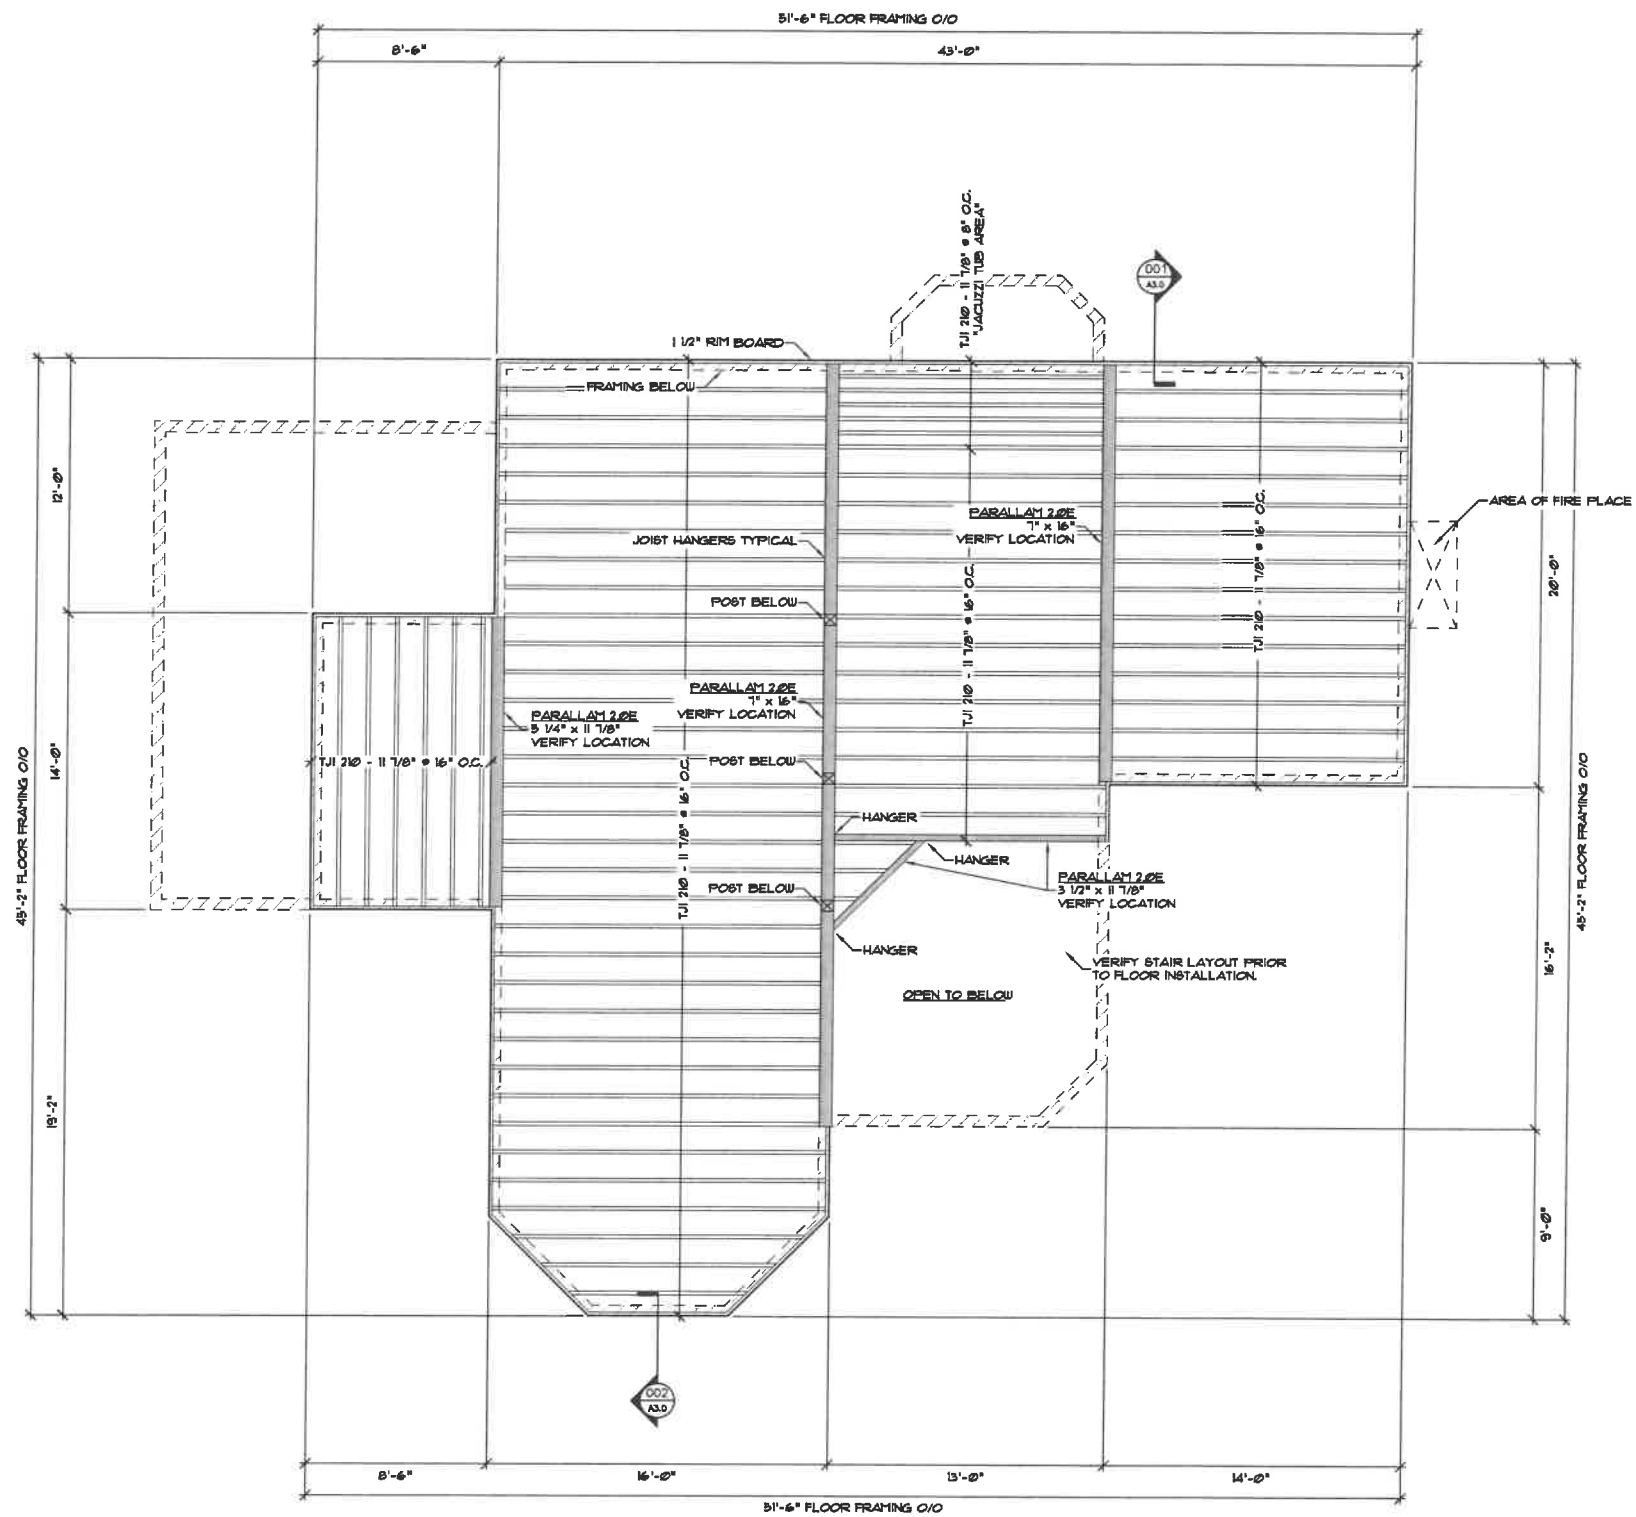 51'-6" FLOOR FRAMING O/O
8'-6"
43'-0"
TJI 210 - 11 7/8" @ 8" O.C.
"JACUZZI TUB AREA"
001
A3.0
1 1/2" RIM BOARD
FRAMING BELOW
12'-0"
AREA OF FIRE PLACE
PARALLAM 2.0E
7" x 16"
VERIFY LOCATION
JOIST HANGERS TYPICAL
TJI 210 - 11 7/8" @ 16" O.C.
TJI 210 - 11 7/8" @ 16" O.C.
20'-0"
POST BELOW
PARALLAM 2.0E
7" x 16"
VERIFY LOCATION
PARALLAM 2.0E
5 1/4" x 11 7/8"
VERIFY LOCATION
14'-0"
TJI 210 - 11 7/8" @ 16" O.C.
POST BELOW
TJI 210 - 11 7/8" @ 16" O.C.
45'-2" FLOOR FRAMING O/O
45'-2" FLOOR FRAMING O/O
HANGER
HANGER
PARALLAM 2.0E
3 1/2" x 11 7/8"
VERIFY LOCATION
POST BELOW
HANGER
VERIFY STAIR LAYOUT PRIOR
TO FLOOR INSTALLATION.
16'-2"
OPEN TO BELOW
19'-2"
9'-0"
002
A3.0
8'-6"
16'-0"
13'-0"
14'-0"
51'-6" FLOOR FRAMING O/O